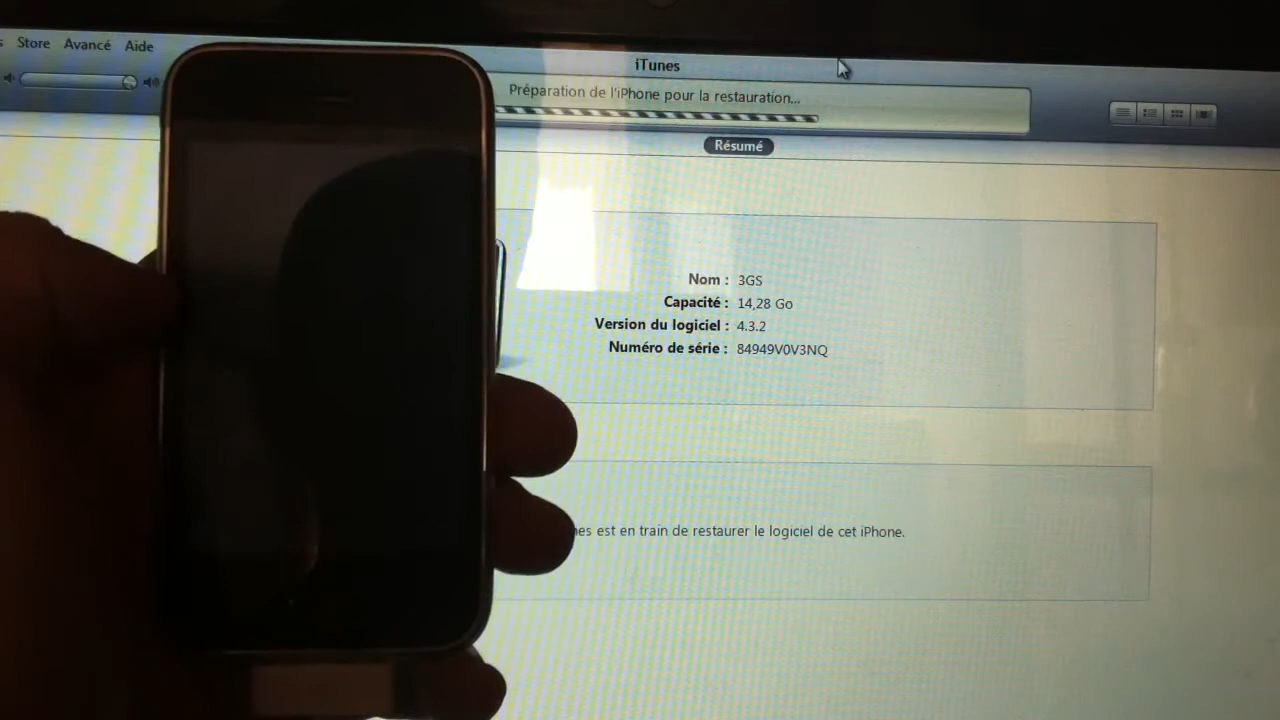 Store Avancé Aide
iTunes
Préparation de l'iPhone pour la restauration...
Résumé
Nom : 3GS
Capacité : 14,28 Go
Version du logiciel : 4.3.2
Numéro de série : 84949V0V3NQ
est en train de restaurer le logiciel de cet iPhone.